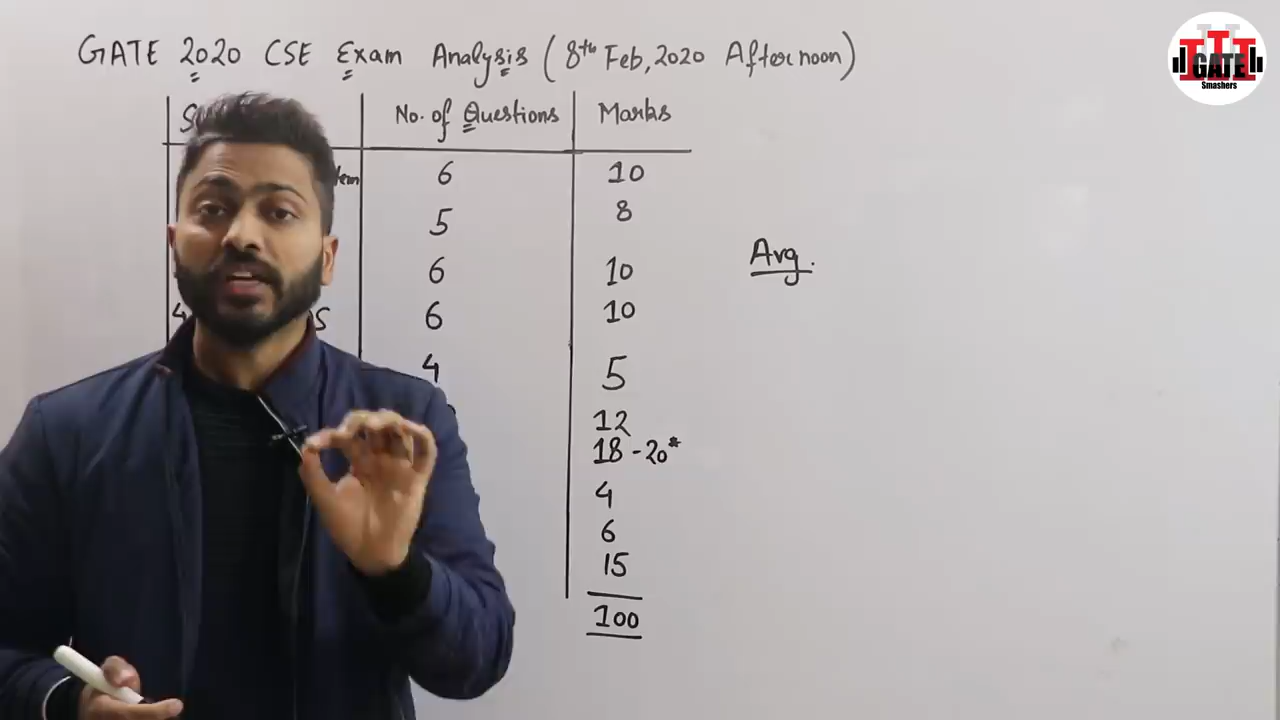 GATE 2020 CSE Exam Analysis (8th Feb, 2020 Afternoon)
GATE
Smashers
No. of Questions Marks
6 10
5 8
6 10
6 10
4 5
12
18 - 20*
4
6
15
100
Avg.